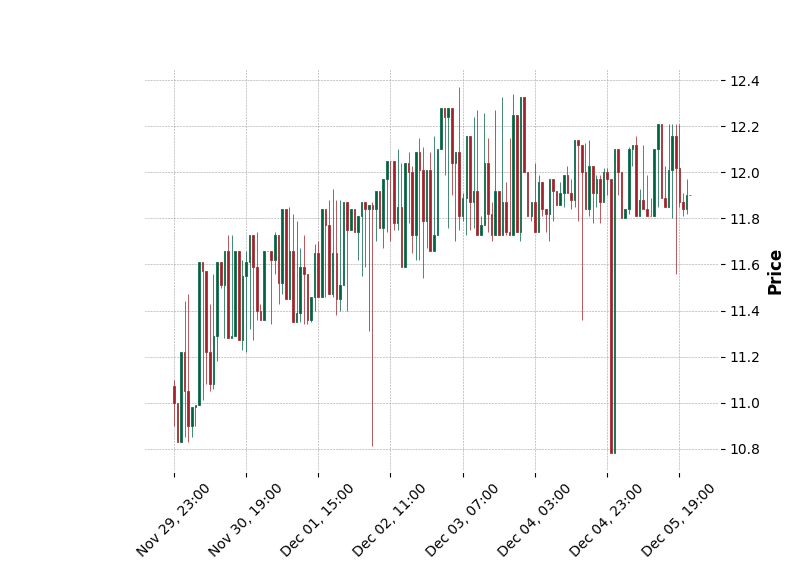 12.4
12.2
12.0
11.8
11.6
11.4
11.2
11.0
10.8
Price
Nov 29, 23:00
Nov 30, 19:00
Dec 01, 15:00
Dec 02, 11:00
Dec 03, 07:00
Dec 04, 03:00
Dec 04, 23:00
Dec 05, 19:00